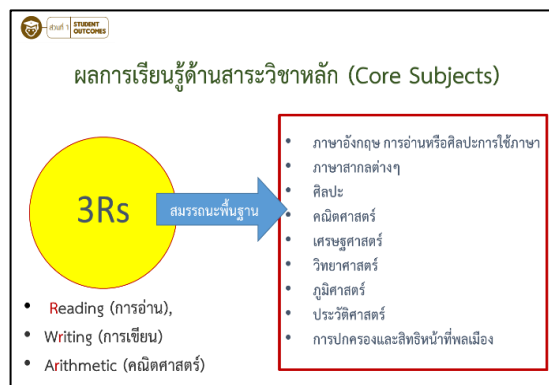 ส่วนที่ 1
STUDENT
OUTCOMES
ผลการเรียนรู้ด้านสาระวิชาหลัก (Core Subjects)
3Rs
สมรรถนะพื้นฐาน
• Reading (การอ่าน),
• Writing (การเขียน)
• Arithmetic (คณิตศาสตร์)
• ภาษาอังกฤษ การอ่านหรือศิลปะการใช้ภาษา
• ภาษาสากลต่างๆ
• ศิลปะ
• คณิตศาสตร์
• เศรษฐศาสตร์
• วิทยาศาสตร์
• ภูมิศาสตร์
• ประวัติศาสตร์
• การปกครองและสิทธิหน้าที่พลเมือง